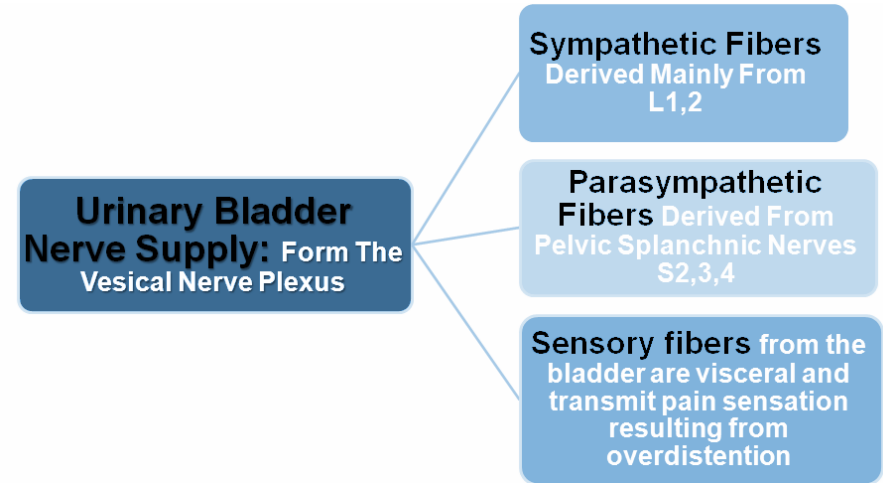 Urinary Bladder
Nerve Supply: Form The
Vesical Nerve Plexus
Sympathetic Fibers
Derived Mainly From
L1,2
Parasympathetic
Fibers Derived From
Pelvic Splanchnic Nerves
S2,3,4
Sensory fibers from the
bladder are visceral and
transmit pain sensation
resulting from
overdistention